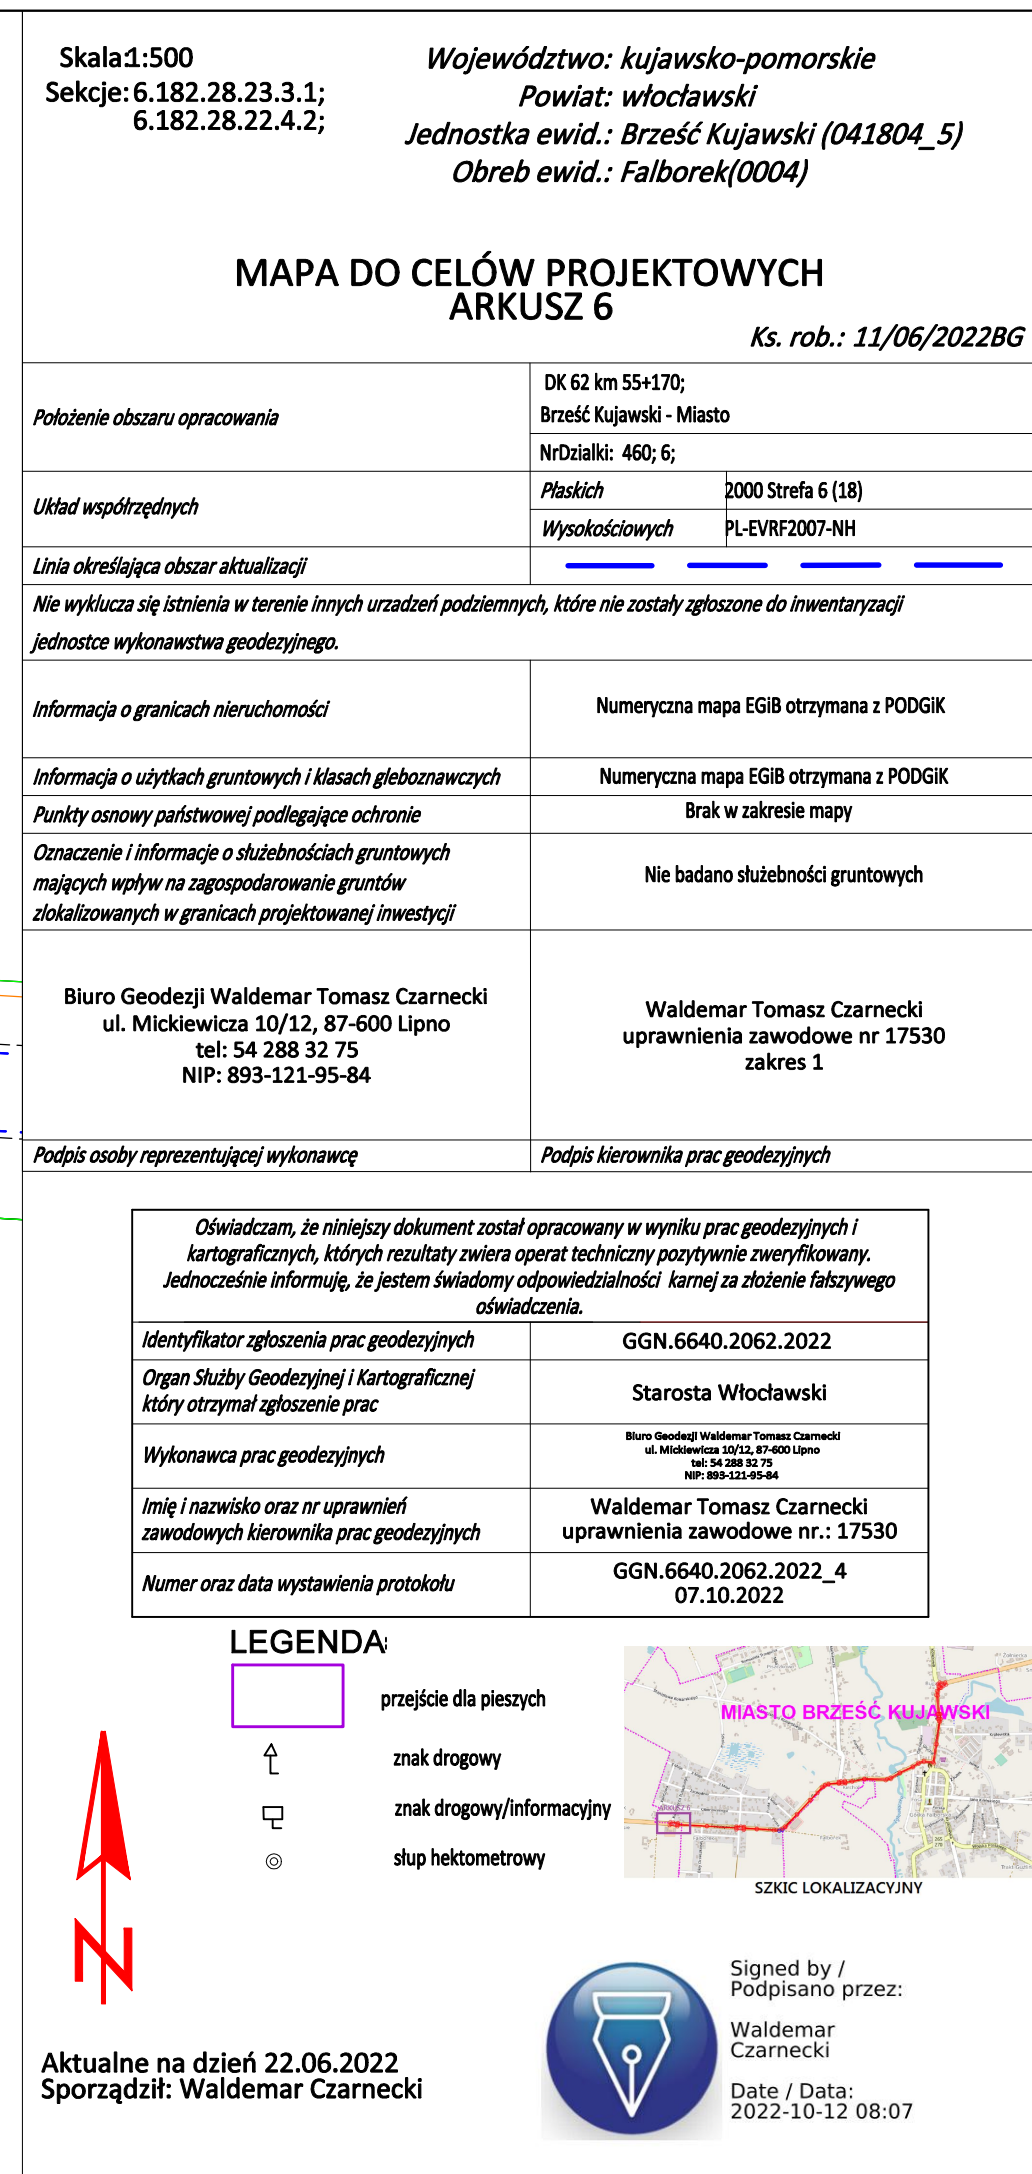 Skala:1:500
Sekcje: 6.182.28.23.3.1;
6.182.28.22.4.2;
Województwo: kujawsko-pomorskie
Powiat: włocławski
Jednostka ewid.: Brześć Kujawski (041804_5)
Obreb ewid.: Falborek(0004)
MAPA DO CELÓW PROJEKTOWYCH
ARKUSZ 6
Ks. rob.: 11/06/2022BG
Położenie obszaru opracowania
DK 62 km 55+170;
Brześć Kujawski - Miasto
NrDzialki: 460; 6;
Układ współrzędnych
Płaskich 2000 Strefa 6 (18)
Wysokościowych PL-EVRF2007-NH
Linia określająca obszar aktualizacji
Nie wyklucza się istnienia w terenie innych urzadzeń podziemnych, które nie zostały zgłoszone do inwentaryzacji
jednostce wykonawstwa geodezyjnego.
Informacja o granicach nieruchomości
Numeryczna mapa EGiB otrzymana z PODGiK
Informacja o użytkach gruntowych i klasach gleboznawczych
Numeryczna mapa EGiB otrzymana z PODGiK
Punkty osnowy państwowej podlegające ochronie
Brak w zakresie mapy
Oznaczenie i informacje o służebnościach gruntowych
mających wpływ na zagospodarowanie gruntów
zlokalizowanych w granicach projektowanej inwestycji
Nie badano służebności gruntowych
Biuro Geodezji Waldemar Tomasz Czarnecki
ul. Mickiewicza 10/12, 87-600 Lipno
tel: 54 288 32 75
NIP: 893-121-95-84
Waldemar Tomasz Czarnecki
uprawnienia zawodowe nr 17530
zakres 1
Podpis osoby reprezentującej wykonawcę
Podpis kierownika prac geodezyjnych
Oświadczam, że niniejszy dokument został opracowany w wyniku prac geodezyjnych i
kartograficznych, których rezultaty zwiera operat techniczny pozytywnie zweryfikowany.
Jednocześnie informuję, że jestem świadomy odpowiedzialności karnej za złożenie fałszywego
oświadczenia.
Identyfikator zgłoszenia prac geodezyjnych
GGN.6640.2062.2022
Organ Służby Geodezyjnej i Kartograficznej
który otrzymał zgłoszenie prac
Starosta Włocławski
Wykonawca prac geodezyjnych
Biuro Geodezji Waldemar Tomasz Czarnecki
ul. Mickiewicza 10/12, 87-600 Lipno
tel: 54 288 32 75
NIP: 893-121-95-84
Imię i nazwisko oraz nr uprawnień
zawodowych kierownika prac geodezyjnych
Waldemar Tomasz Czarnecki
uprawnienia zawodowe nr.: 17530
Numer oraz data wystawienia protokołu
GGN.6640.2062.2022_4
07.10.2022
LEGENDA:
przejście dla pieszych
znak drogowy
znak drogowy/informacyjny
słup hektometrowy
MIASTO BRZEŚĆ KUJAWSKI
ARKUSZ 6
SZKIC LOKALIZACYJNY
N
Signed by /
Podpisano przez:
Waldemar
Czarnecki
Date / Data:
2022-10-12 08:07
Aktualne na dzień 22.06.2022
Sporządził: Waldemar Czarnecki